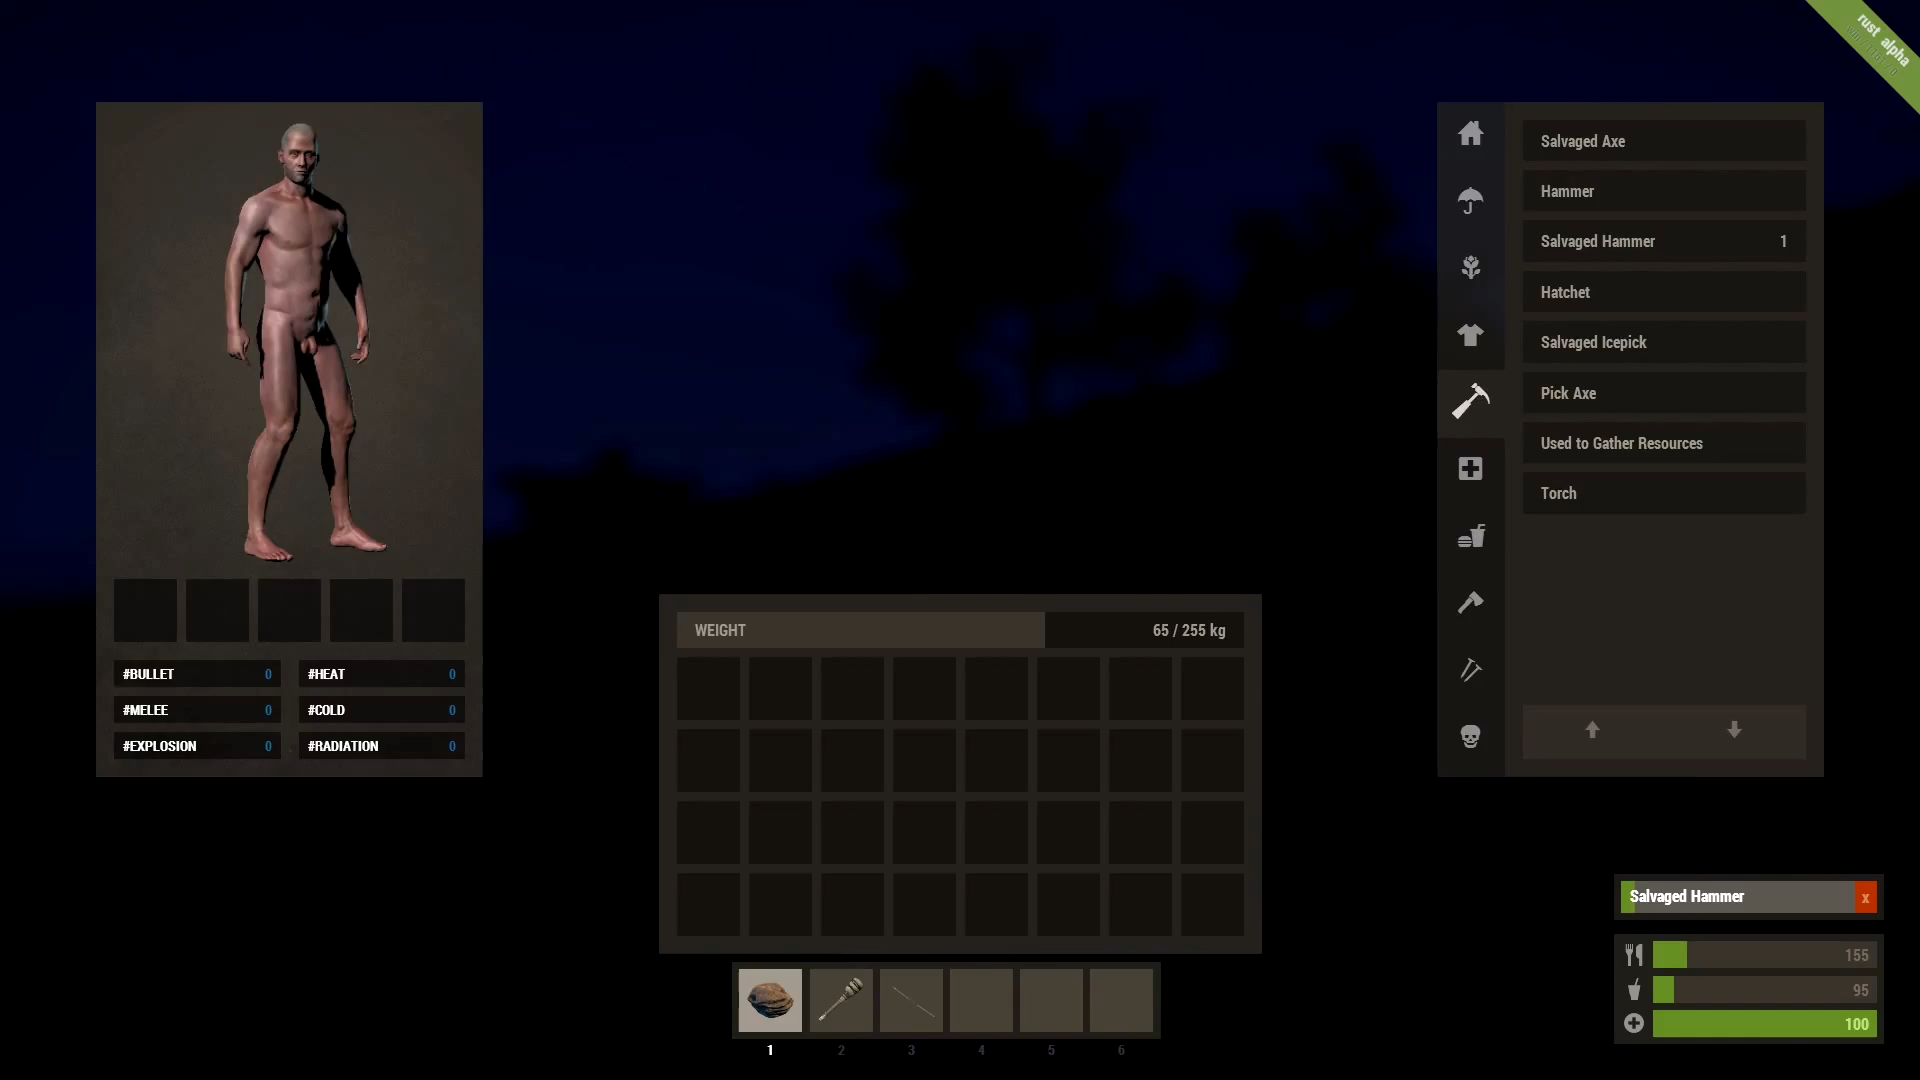 rust alpha
Salvaged Axe
Hammer
Salvaged Hammer 1
Hatchet
Salvaged Icepick
Pick Axe
Used to Gather Resources
Torch
WEIGHT 65 / 255 kg
#BULLET 0 #HEAT 0
#MELEE 0 #COLD 0
#EXPLOSION 0 #RADIATION 0
Salvaged Hammer x
155
95
100
1 2 3 4 5 6